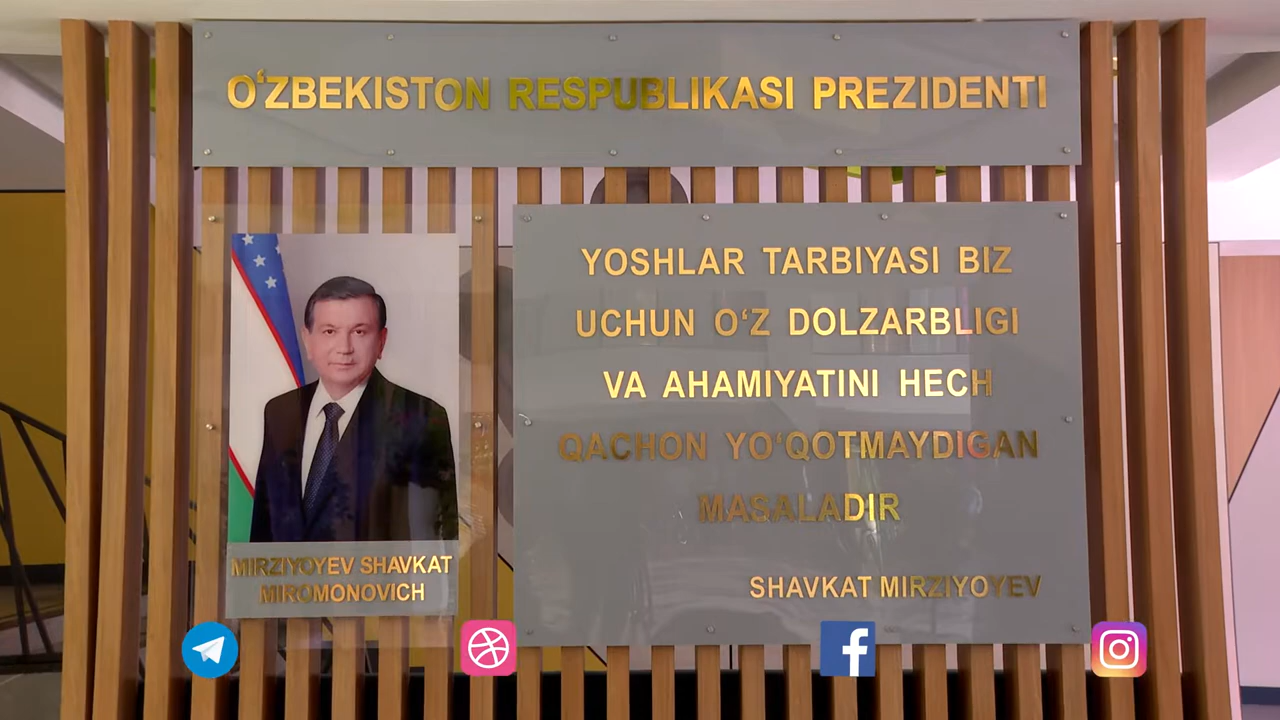 O‘ZBEKISTON RESPUBLIKASI PREZIDENTI
YOSHLAR TARBIYASI BIZ
UCHUN O‘Z DOLZARBLIGI
VA AHAMIYATINI HECH
QACHON YO‘QOTMAYDIGAN
MASALADIR
SHAVKAT MIRZIYOYEV
MIRZIYOYEV SHAVKAT
MIROMONOVICH